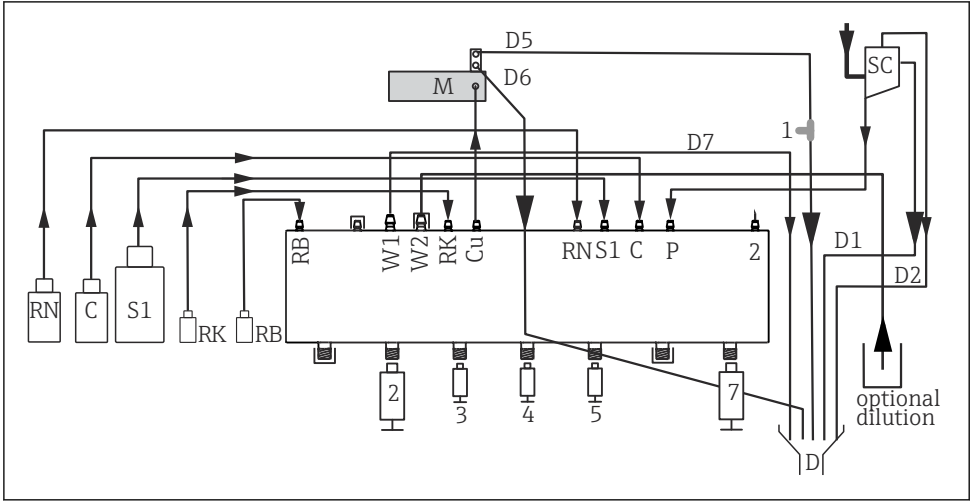 D5
SC
D6
M
1
D7
RB
W1
W2
RK
Cu
RN
S1
C
P
2
D1
D2
RN
C
S1
RK
RB
2
3
4
5
7
optional
dilution
D